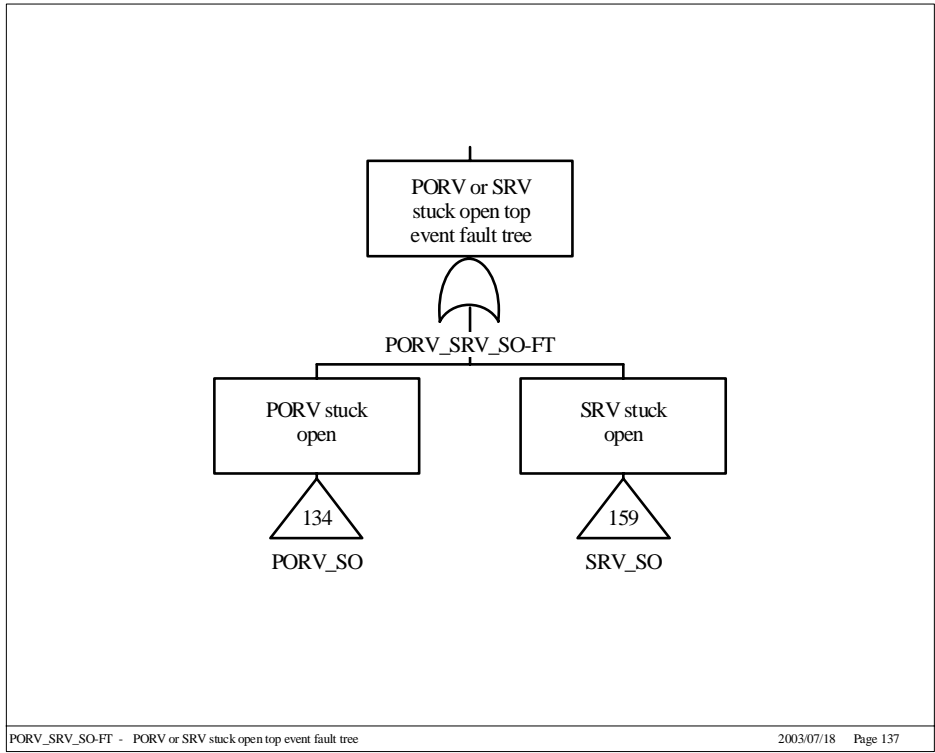 PORV or SRV
stuck open top
event fault tree
PORV_SRV_SO-FT
PORV stuck
open
SRV stuck
open
134
159
PORV_SO
SRV_SO
PORV_SRV_SO-FT - PORV or SRV stuck open top event fault tree
2003/07/18 Page 137